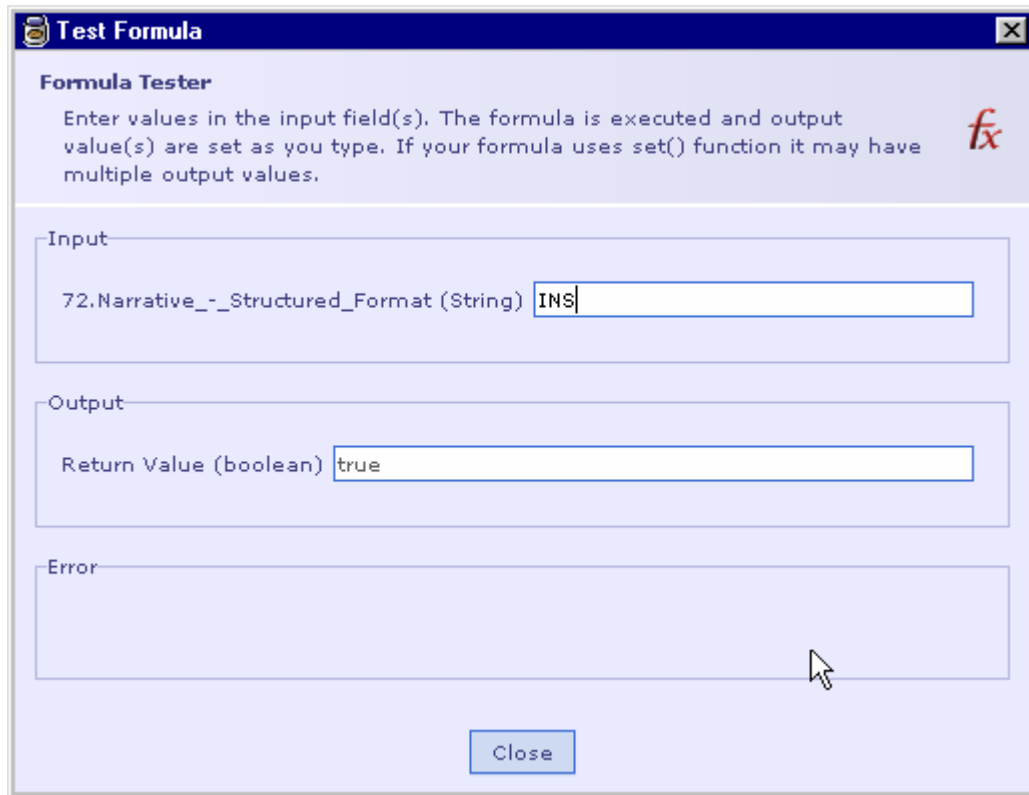 Test Formula
Formula Tester
Enter values in the input field(s). The formula is executed and output
value(s) are set as you type. If your formula uses set() function it may have
multiple output values.
fx
Input
72.Narrative_-_Structured_Format (String) INS
Output
Return Value (boolean) true
Error
Close